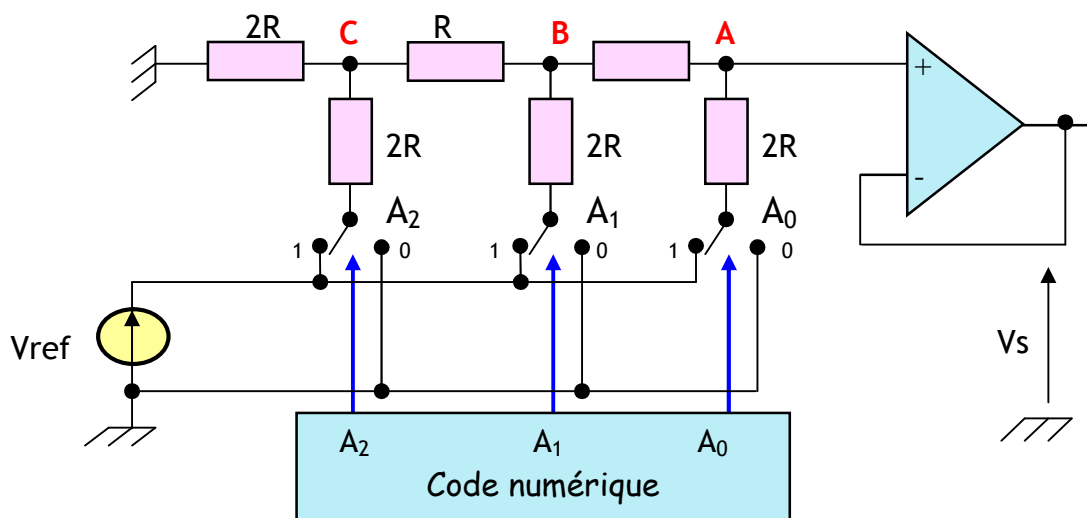 2R C R B A
+
2R 2R 2R
-
A₂ A₁ A₀
1 0 1 0 1 0
Vref
Vs
A₂ A₁ A₀
Code numérique